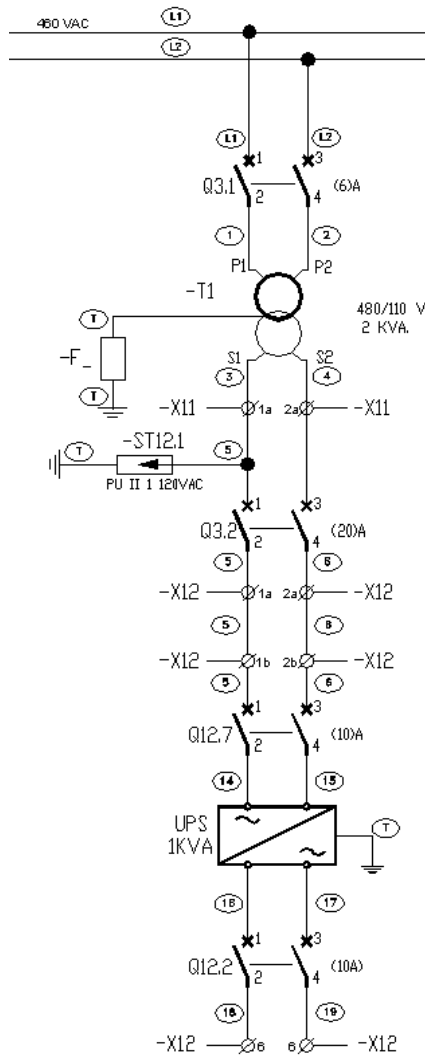 460 VAC
L1
L2
L1 1 L2 3
Q3.1 2 4 (6)A
1 2
P1 P2
-T1
480/110 V
2 KVA.
T
-F_
T
S1 S2
3 4
-X11 1a 2a -X11
-ST12.1
T 5
PU II 1 120VAC
1 3
Q3.2 2 4 (20)A
5 6
-X12 1a 2a -X12
5 6
-X12 1b 2b -X12
5 6
1 3
Q12.7 2 4 (10)A
14 15
UPS
1KVA
T
16 17
1 3
Q12.2 2 4 (10A)
18 19
-X12 6 6 -X12